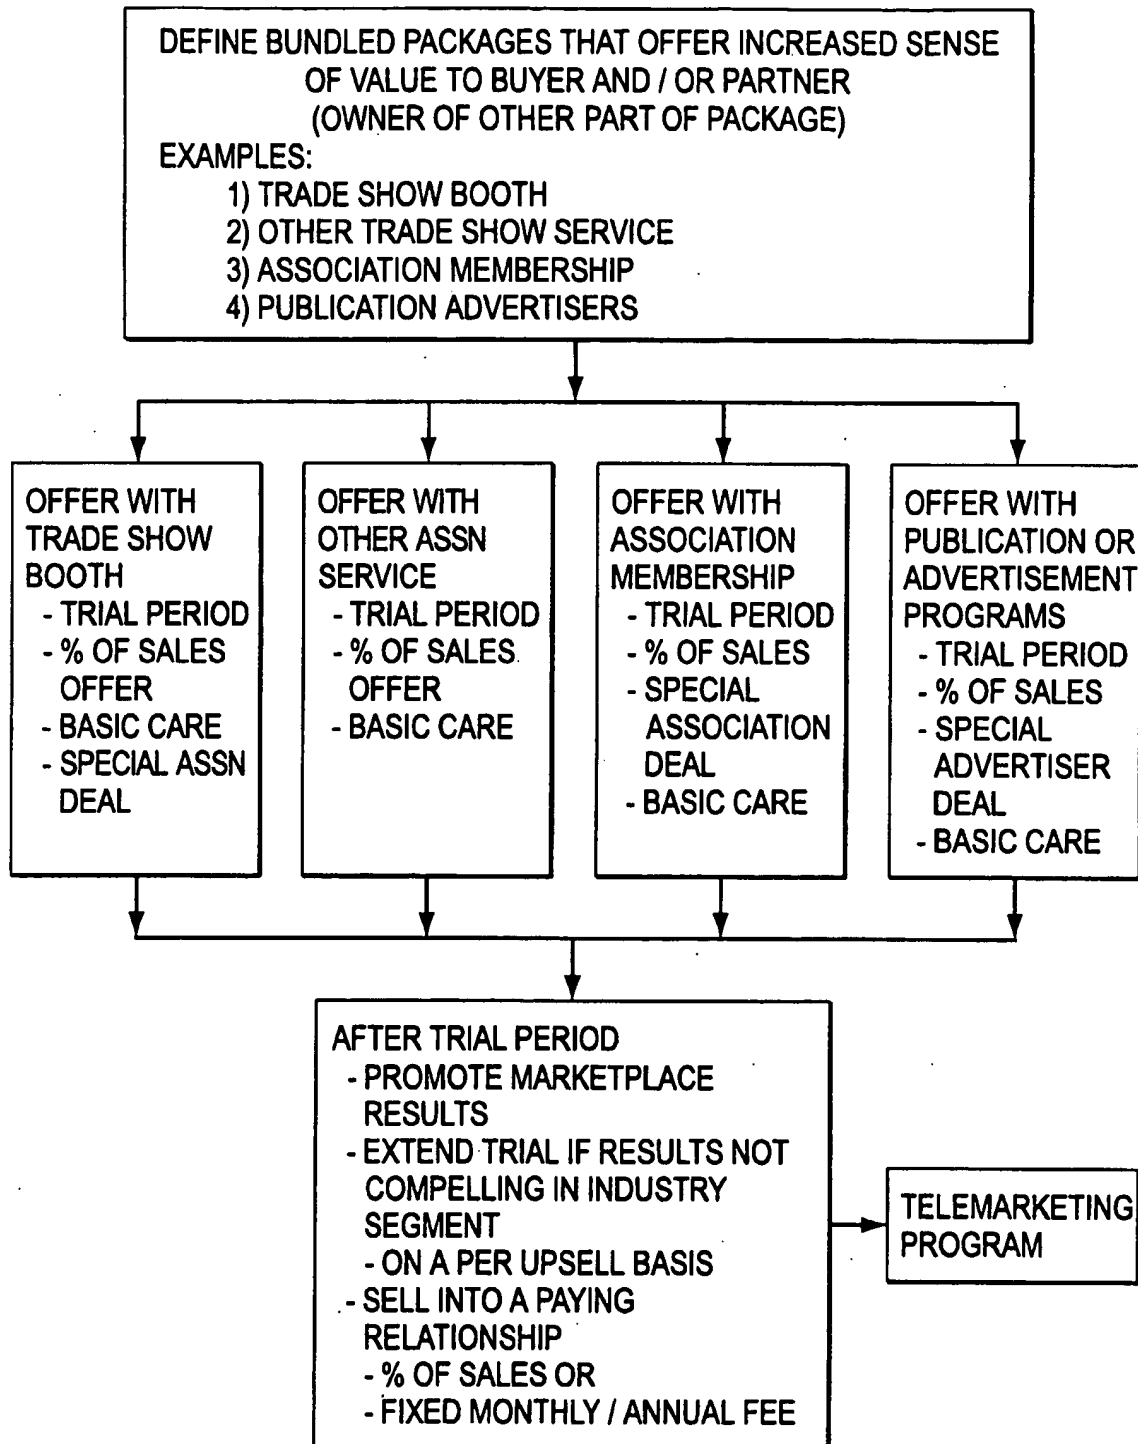 DEFINE BUNDLED PACKAGES THAT OFFER INCREASED SENSE
OF VALUE TO BUYER AND / OR PARTNER
(OWNER OF OTHER PART OF PACKAGE)
EXAMPLES:
1) TRADE SHOW BOOTH
2) OTHER TRADE SHOW SERVICE
3) ASSOCIATION MEMBERSHIP
4) PUBLICATION ADVERTISERS
OFFER WITH
TRADE SHOW
BOOTH
- TRIAL PERIOD
- % OF SALES
OFFER
- BASIC CARE
- SPECIAL ASSN
DEAL
OFFER WITH
OTHER ASSN
SERVICE
- TRIAL PERIOD
- % OF SALES
OFFER
- BASIC CARE
OFFER WITH
ASSOCIATION
MEMBERSHIP
- TRIAL PERIOD
- % OF SALES
- SPECIAL
ASSOCIATION
DEAL
- BASIC CARE
OFFER WITH
PUBLICATION OR
ADVERTISEMENT
PROGRAMS
- TRIAL PERIOD
- % OF SALES
- SPECIAL
ADVERTISER
DEAL
- BASIC CARE
AFTER TRIAL PERIOD
- PROMOTE MARKETPLACE
RESULTS
- EXTEND TRIAL IF RESULTS NOT
COMPELLING IN INDUSTRY
SEGMENT
- ON A PER UPSELL BASIS
- SELL INTO A PAYING
RELATIONSHIP
- % OF SALES OR
- FIXED MONTHLY / ANNUAL FEE
TELEMARKETING
PROGRAM